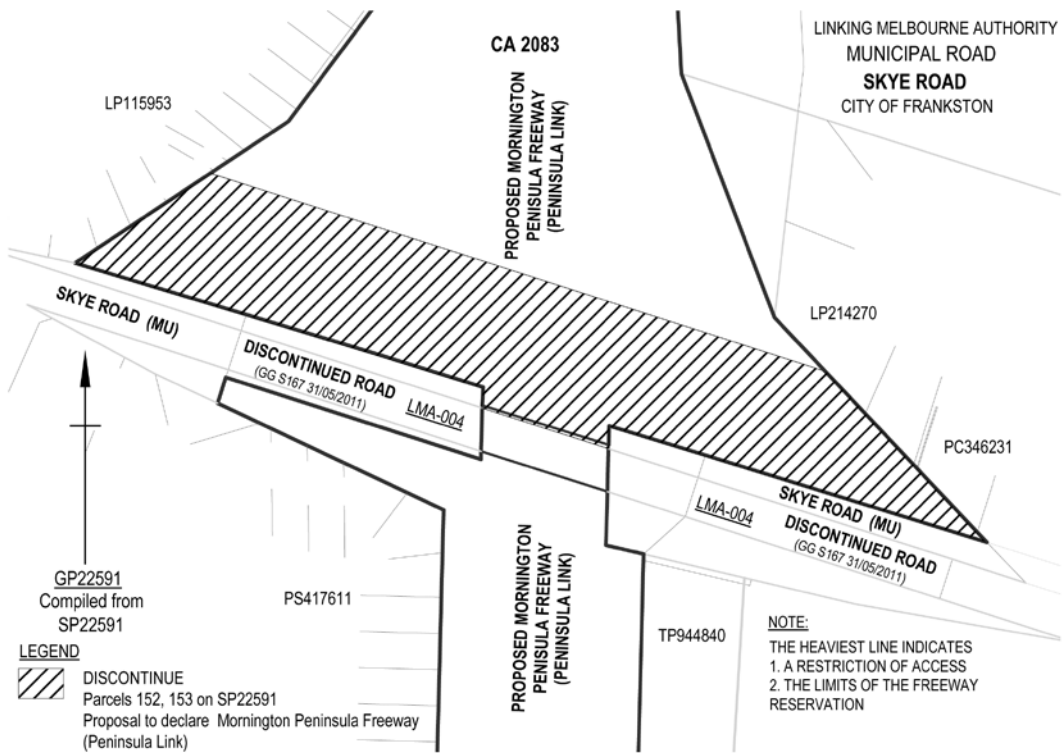 CA 2083
LINKING MELBOURNE AUTHORITY
MUNICIPAL ROAD
SKYE ROAD
CITY OF FRANKSTON
LP115953
PROPOSED MORNINGTON
PENISULA FREEWAY
(PENINSULA LINK)
LP214270
SKYE ROAD (MU)
DISCONTINUED ROAD
(GG S167 31/05/2011)
LMA-004
PC346231
SKYE ROAD (MU)
LMA-004
DISCONTINUED ROAD
(GG S167 31/05/2011)
PROPOSED MORNINGTON
PENISULA FREEWAY
(PENINSULA LINK)
GP22591
Compiled from
SP22591
PS417611
TP944840
LEGEND
DISCONTINUE
Parcels 152, 153 on SP22591
Proposal to declare Mornington Peninsula Freeway
(Peninsula Link)
NOTE:
THE HEAVIEST LINE INDICATES
1. A RESTRICTION OF ACCESS
2. THE LIMITS OF THE FREEWAY
RESERVATION